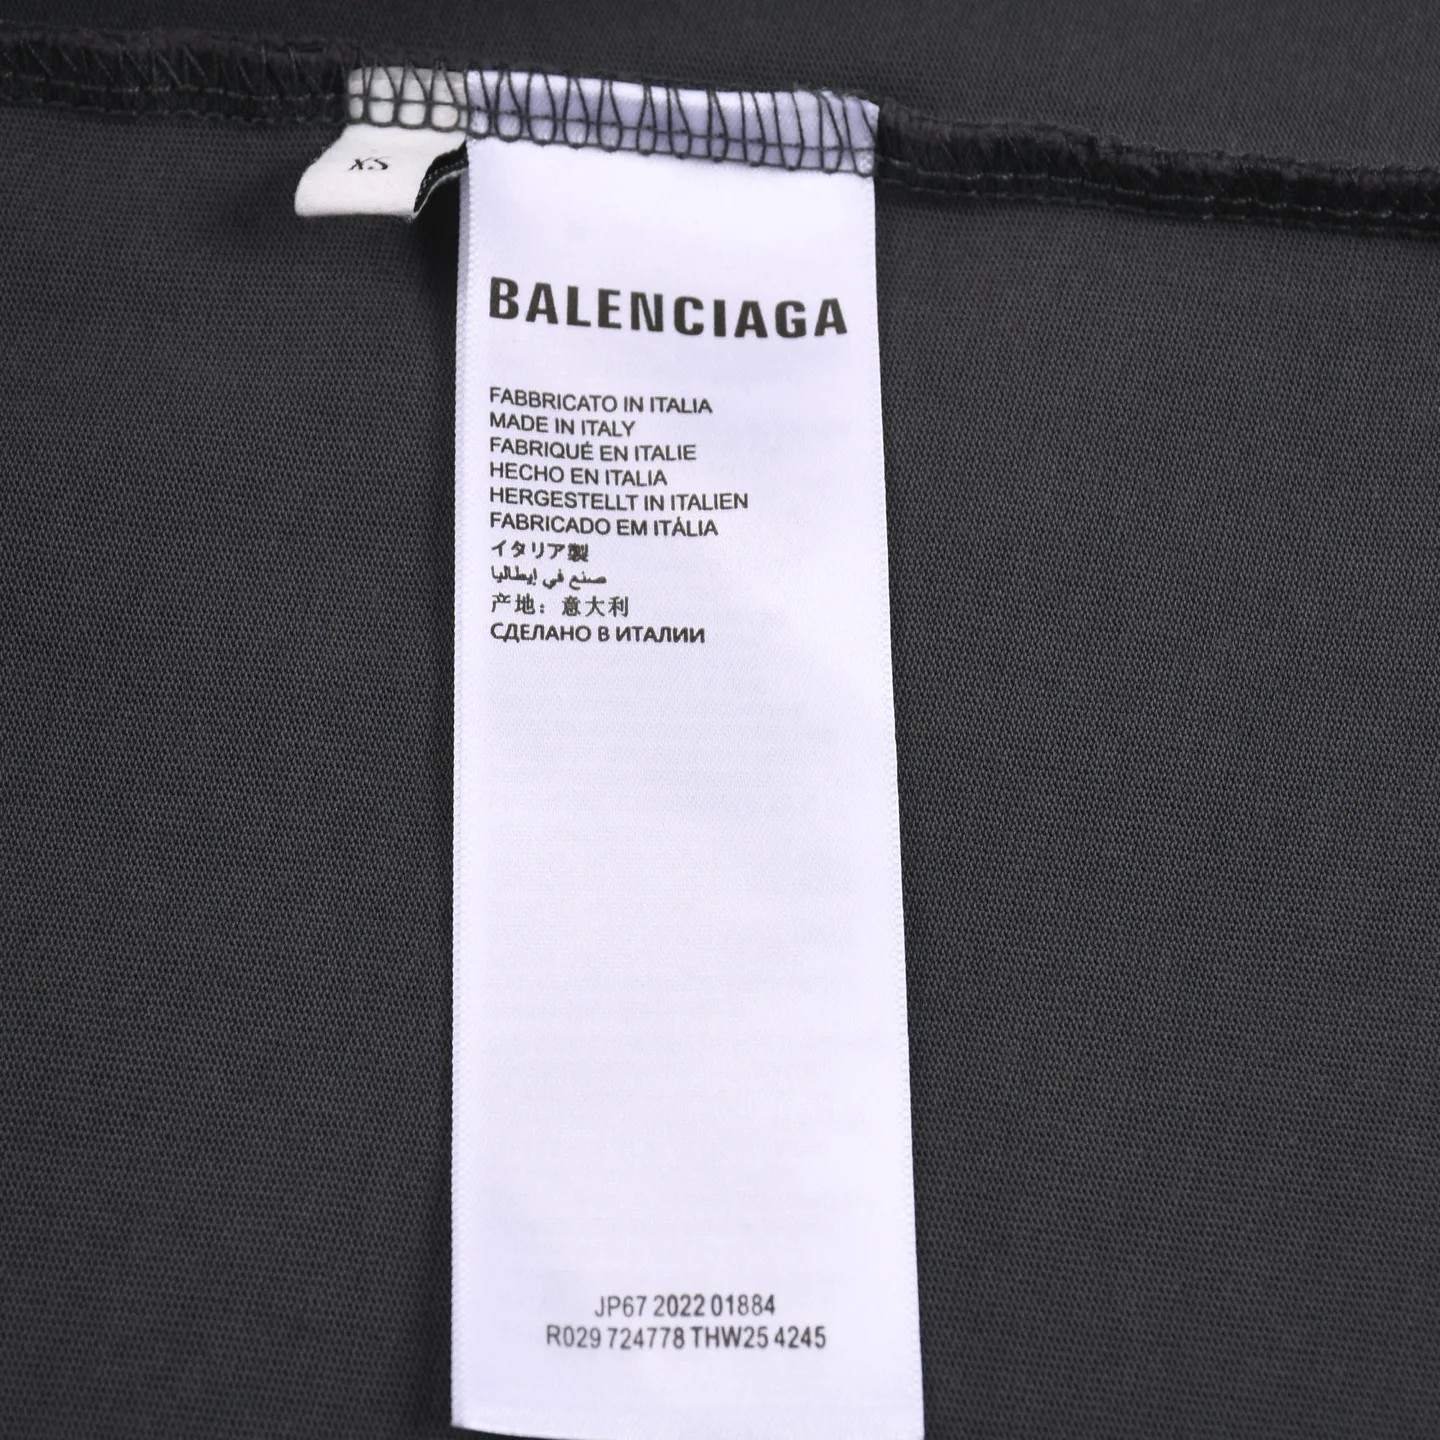 XS
BALENCIAGA
FABBRICATO IN ITALIA
MADE IN ITALY
FABRIQUÉ EN ITALIE
HECHO EN ITALIA
HERGESTELLT IN ITALIEN
FABRICADO EM ITÁLIA
イタリア製
صنع في إيطاليا
产地：意大利
СДЕЛАНО В ИТАЛИИ
JP67 2022 01884
R029 724778 THW25 4245